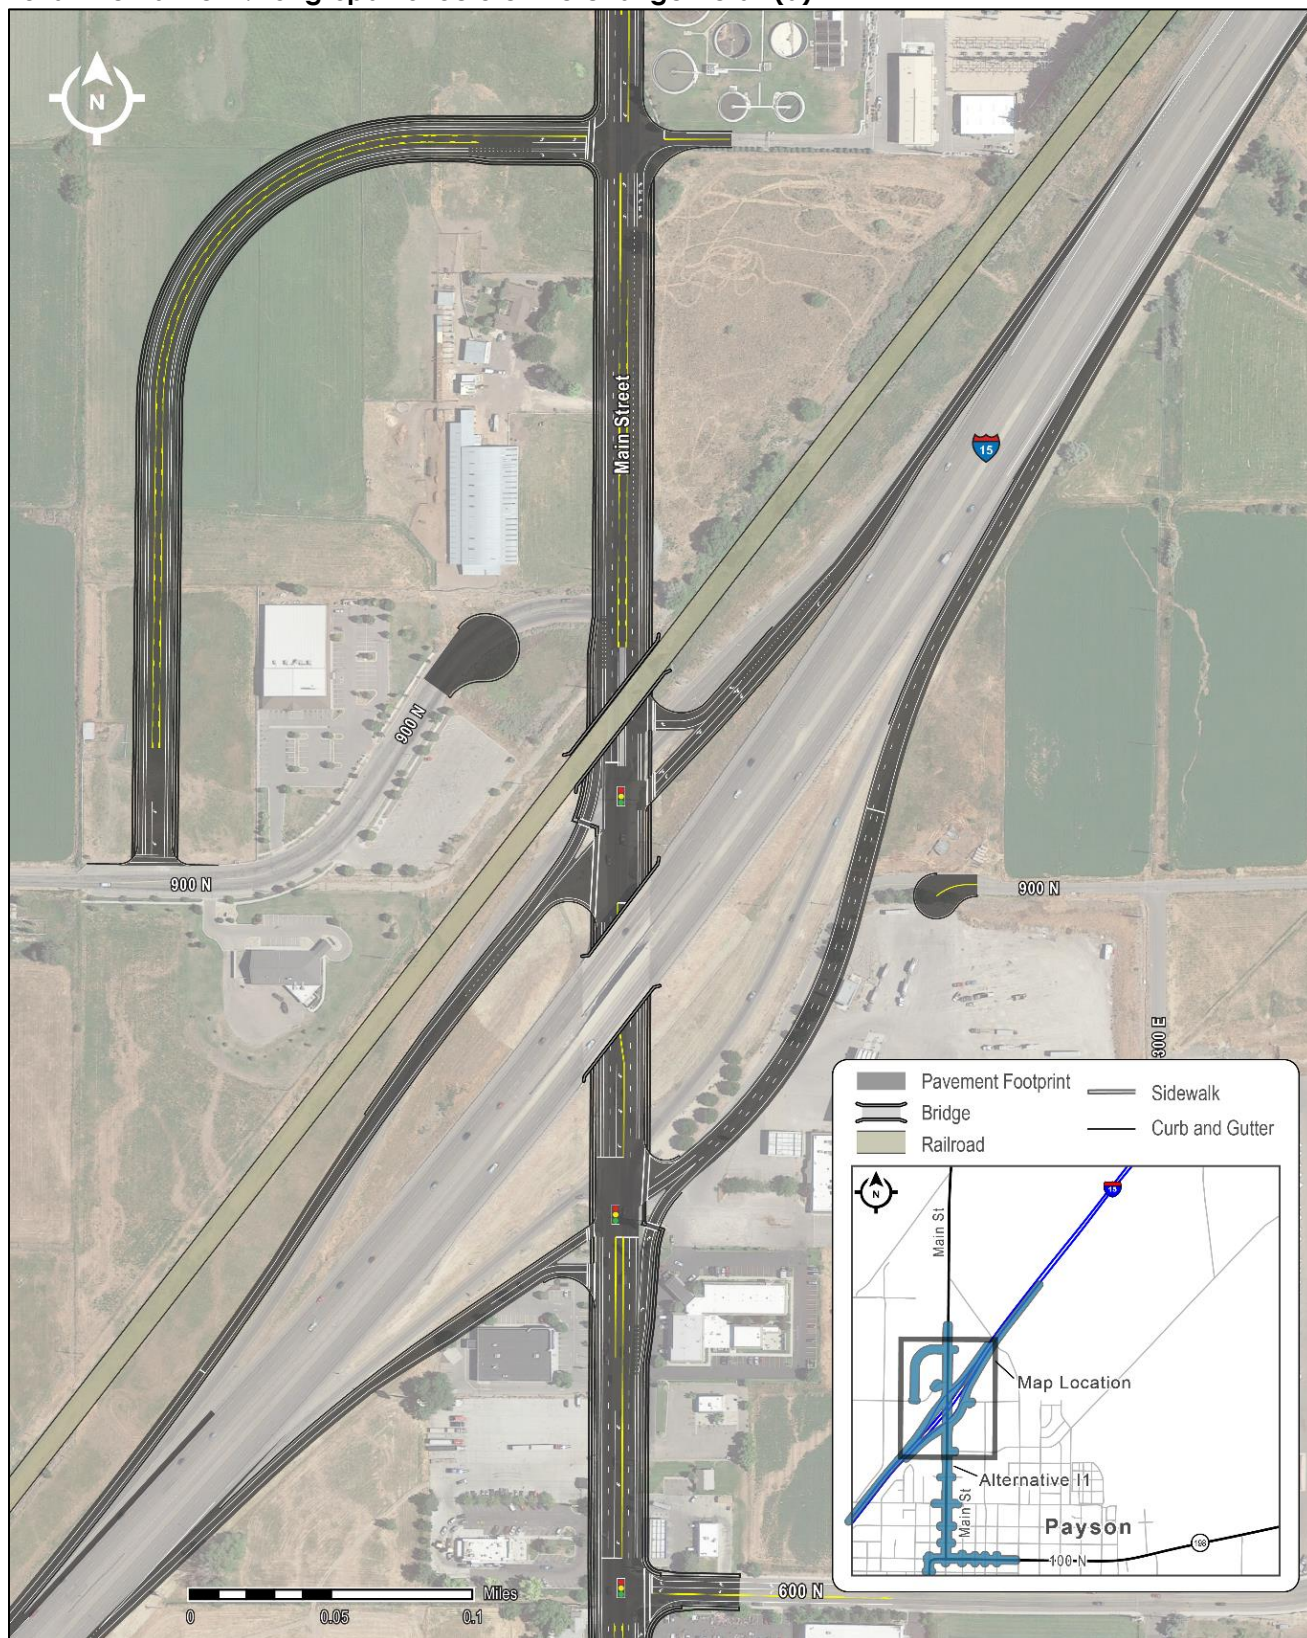 N
Main Street
15
900 N
900 N
900 N
300 E
Pavement Footprint
Sidewalk
Bridge
Curb and Gutter
Railroad
N
15
Main St
Map Location
Alternative I1
Main St
Payson
198
100 N
Miles
0
0.05
0.1
600 N